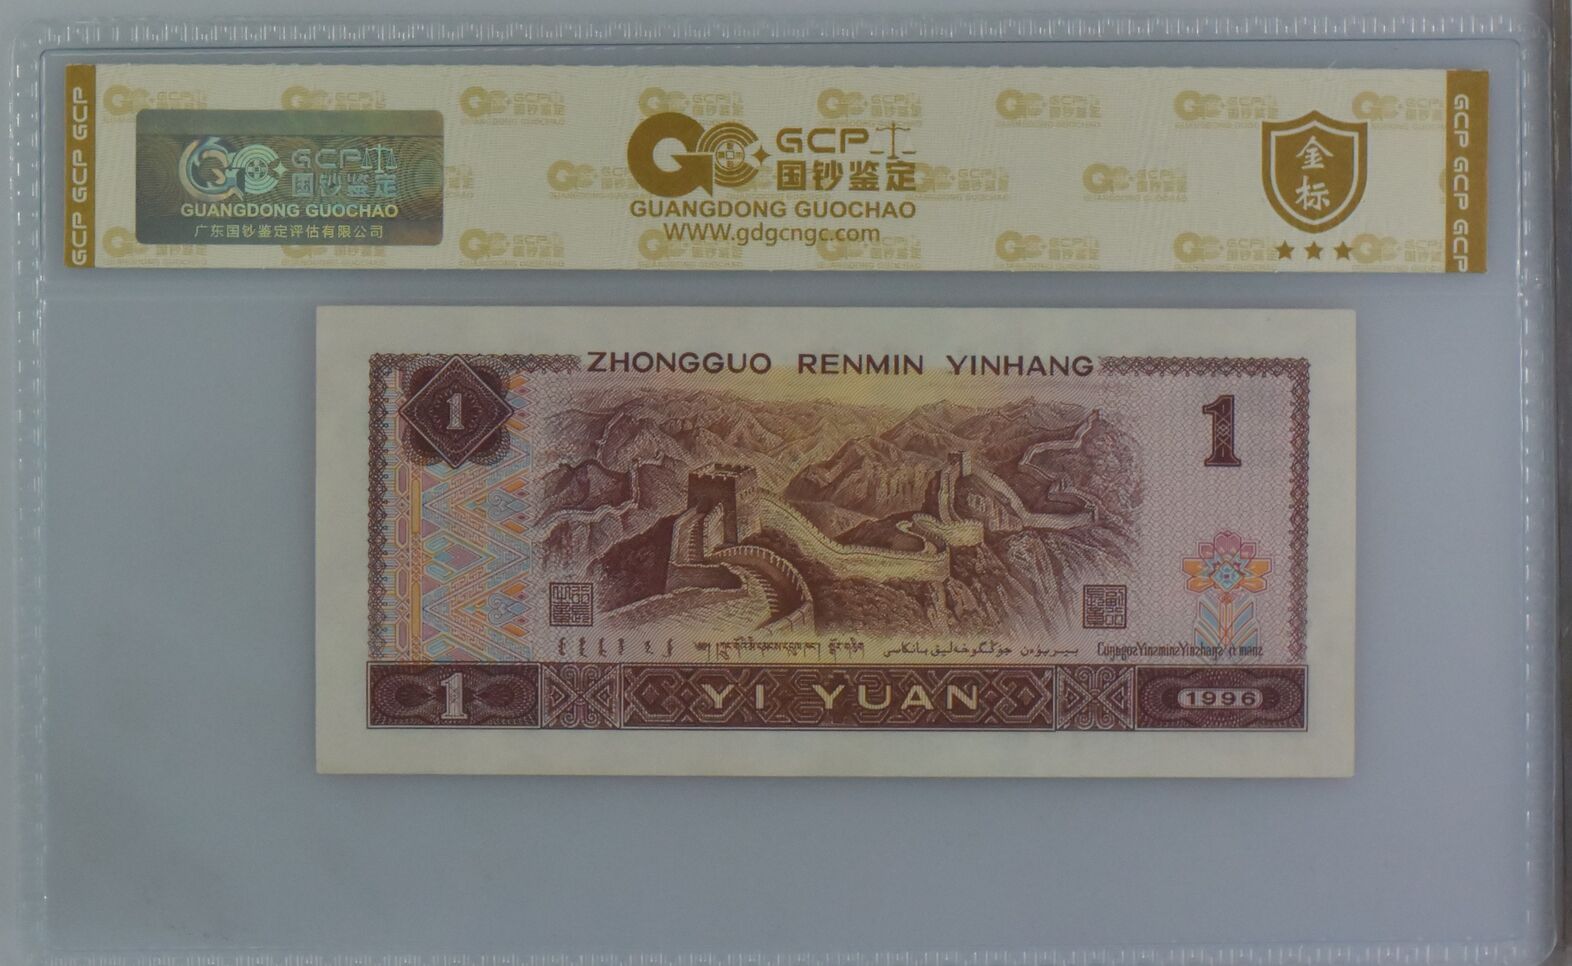 GCP GCP GCP
GCP
国钞鉴定
GUANGDONG GUOCHAO
广东国钞鉴定评估有限公司
GCP
国钞鉴定
GUANGDONG GUOCHAO
WWW.gdgcngc.com
金标
GCP GCP GCP
ZHONGGUO RENMIN YINHANG
1
1
1
YI YUAN
1996